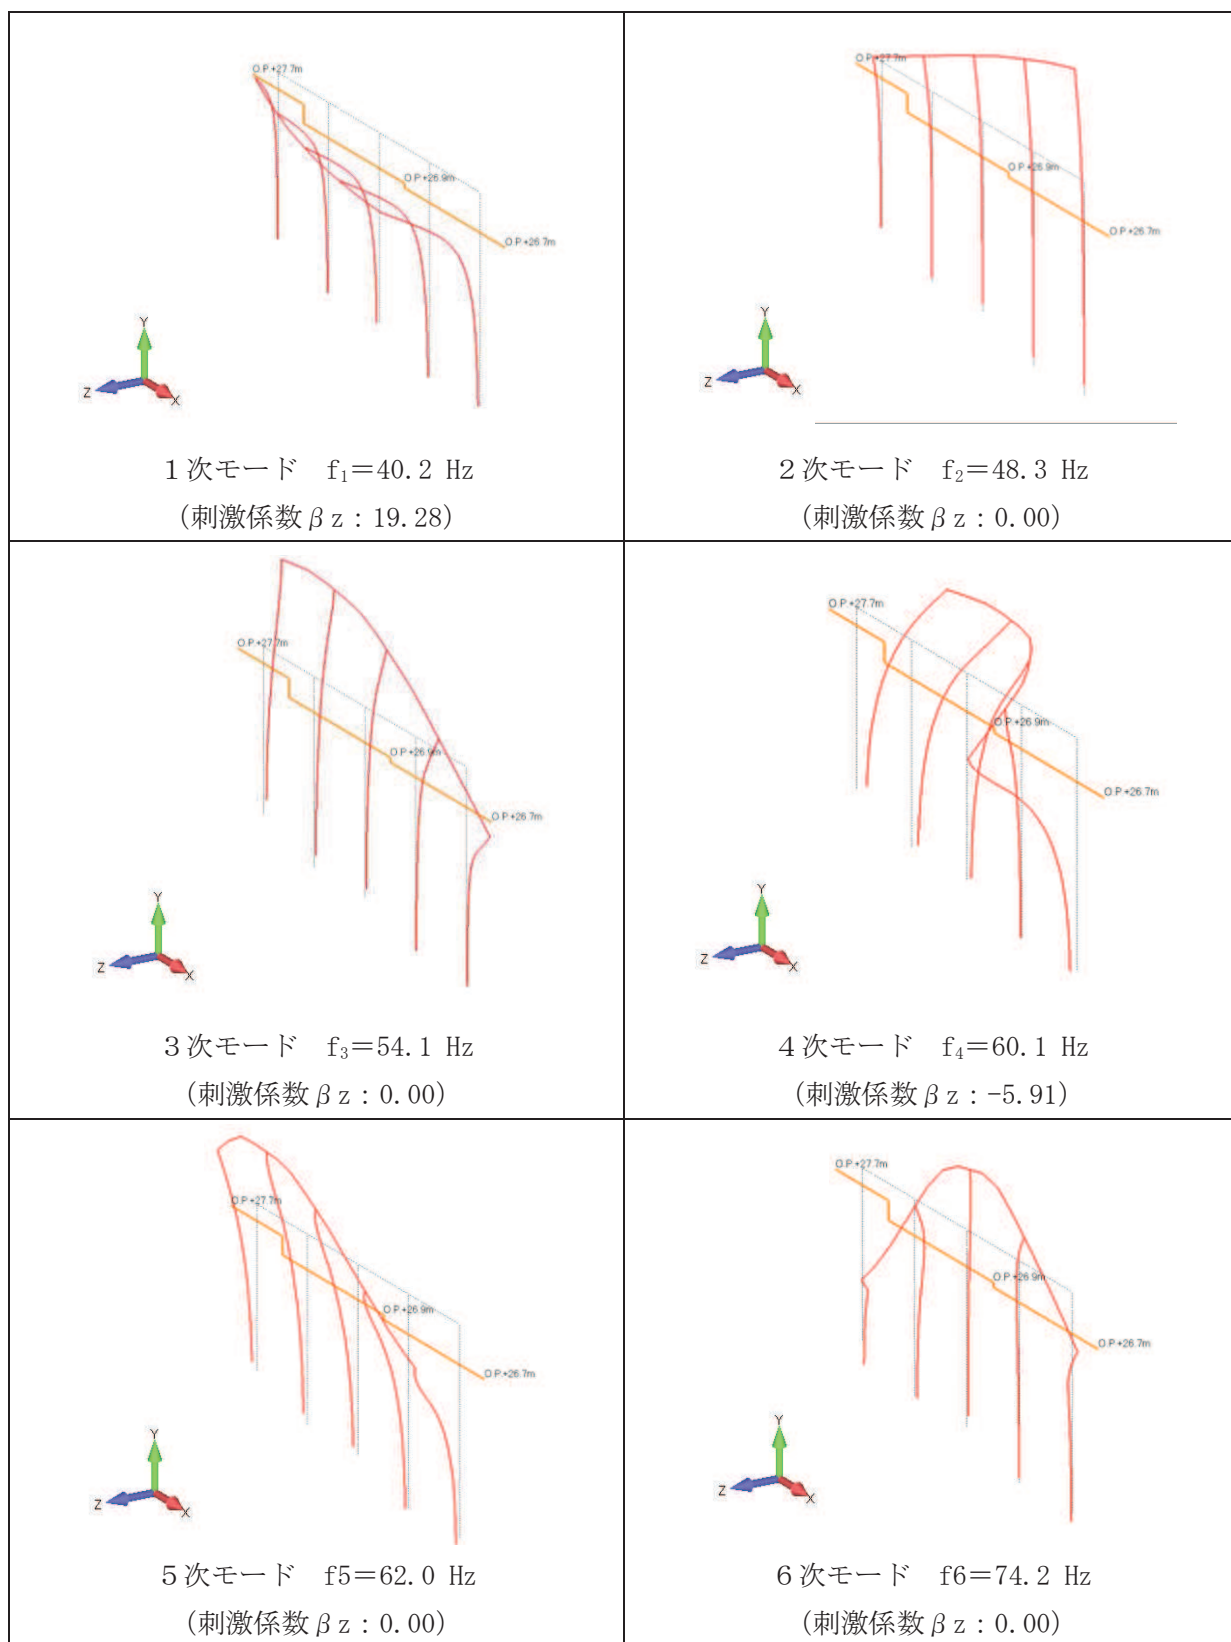 O.P.+27.7m
O.P.+26.9m
O.P.+26.7m
Y
Z
X
1次モード f₁=40.2 Hz
(刺激係数βz:19.28)
O.P.+27.7m
O.P.+26.9m
O.P.+26.7m
Y
Z
X
2次モード f₂=48.3 Hz
(刺激係数βz:0.00)
O.P.+27.7m
O.P.+26.9m
O.P.+26.7m
Y
Z
X
3次モード f₃=54.1 Hz
(刺激係数βz:0.00)
O.P.+27.7m
O.P.+26.9m
O.P.+26.7m
Y
Z
X
4次モード f₄=60.1 Hz
(刺激係数βz:-5.91)
O.P.+27.7m
O.P.+26.9m
O.P.+26.7m
Y
Z
X
5次モード f5=62.0 Hz
(刺激係数βz:0.00)
O.P.+27.7m
O.P.+26.9m
O.P.+26.7m
Y
Z
X
6次モード f6=74.2 Hz
(刺激係数βz:0.00)